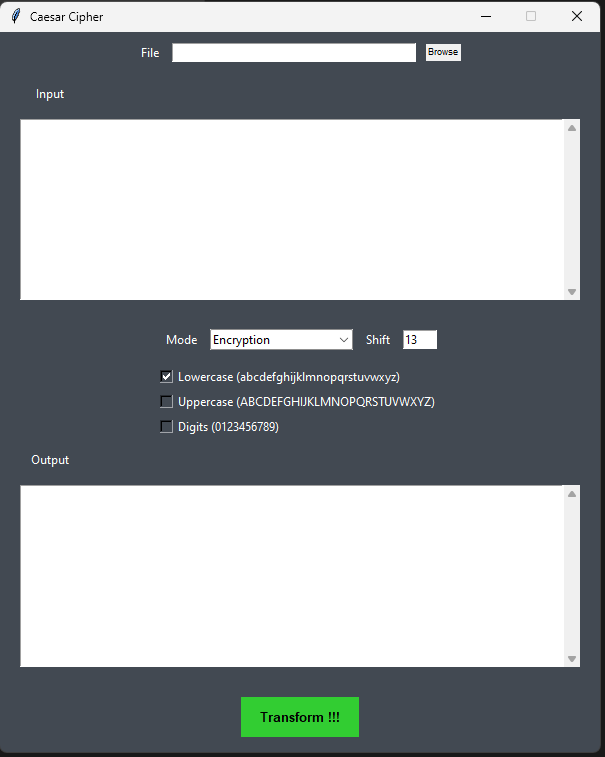 Caesar Cipher
File Browse
Input
Mode Encryption Shift 13
Lowercase (abcdefghijklmnopqrstuvwxyz)
Uppercase (ABCDEFGHIJKLMNOPQRSTUVWXYZ)
Digits (0123456789)
Output
Transform !!!